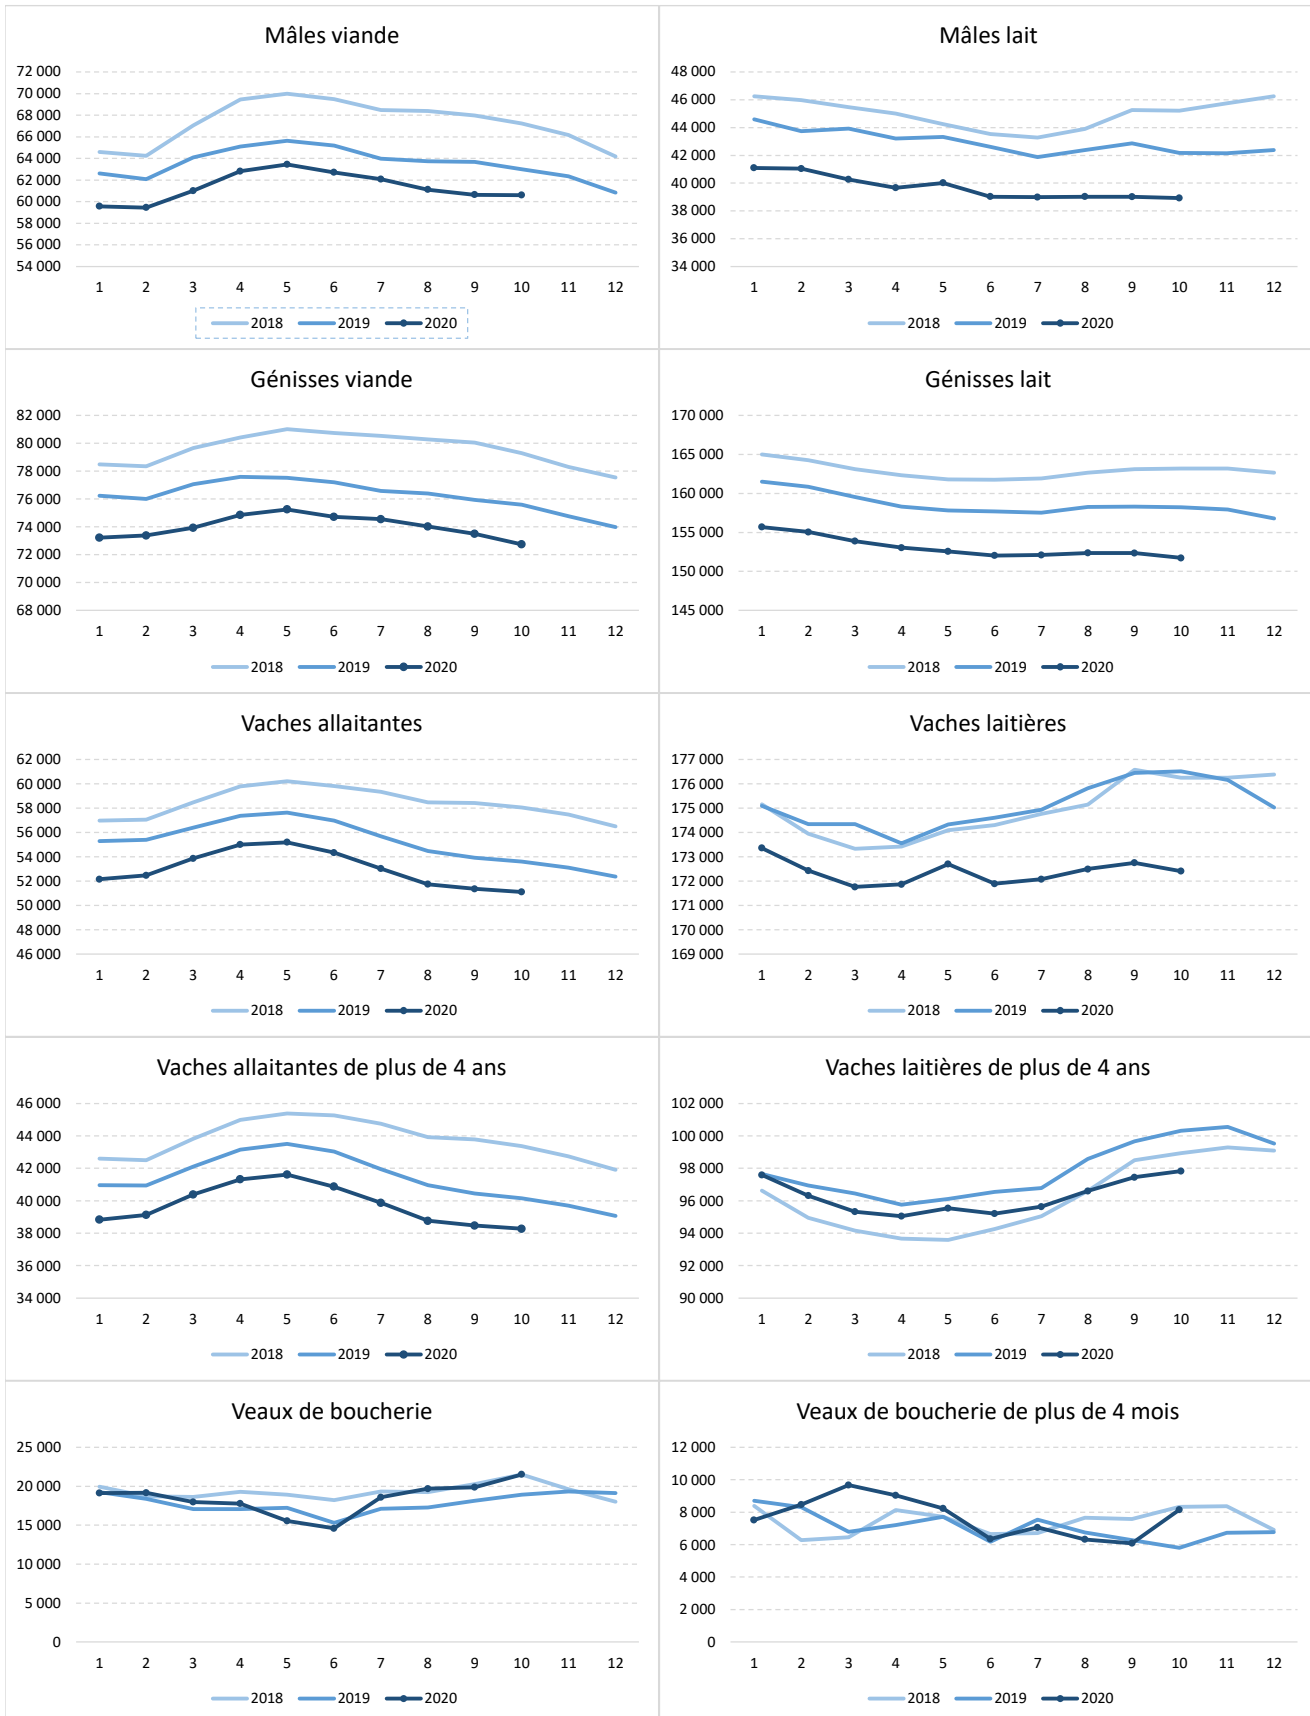 Mâles viande
72 000
70 000
68 000
66 000
64 000
62 000
60 000
58 000
56 000
54 000
1 2 3 4 5 6 7 8 9 10 11 12
2018 2019 2020
Mâles lait
48 000
46 000
44 000
42 000
40 000
38 000
36 000
34 000
1 2 3 4 5 6 7 8 9 10 11 12
2018 2019 2020
Génisses viande
82 000
80 000
78 000
76 000
74 000
72 000
70 000
68 000
1 2 3 4 5 6 7 8 9 10 11 12
2018 2019 2020
Génisses lait
170 000
165 000
160 000
155 000
150 000
145 000
1 2 3 4 5 6 7 8 9 10 11 12
2018 2019 2020
Vaches allaitantes
62 000
60 000
58 000
56 000
54 000
52 000
50 000
48 000
46 000
1 2 3 4 5 6 7 8 9 10 11 12
2018 2019 2020
Vaches laitières
177 000
176 000
175 000
174 000
173 000
172 000
171 000
170 000
169 000
1 2 3 4 5 6 7 8 9 10 11 12
2018 2019 2020
Vaches allaitantes de plus de 4 ans
46 000
44 000
42 000
40 000
38 000
36 000
34 000
1 2 3 4 5 6 7 8 9 10 11 12
2018 2019 2020
Vaches laitières de plus de 4 ans
102 000
100 000
98 000
96 000
94 000
92 000
90 000
1 2 3 4 5 6 7 8 9 10 11 12
2018 2019 2020
Veaux de boucherie
25 000
20 000
15 000
10 000
5 000
0
1 2 3 4 5 6 7 8 9 10 11 12
2018 2019 2020
Veaux de boucherie de plus de 4 mois
12 000
10 000
8 000
6 000
4 000
2 000
0
1 2 3 4 5 6 7 8 9 10 11 12
2018 2019 2020